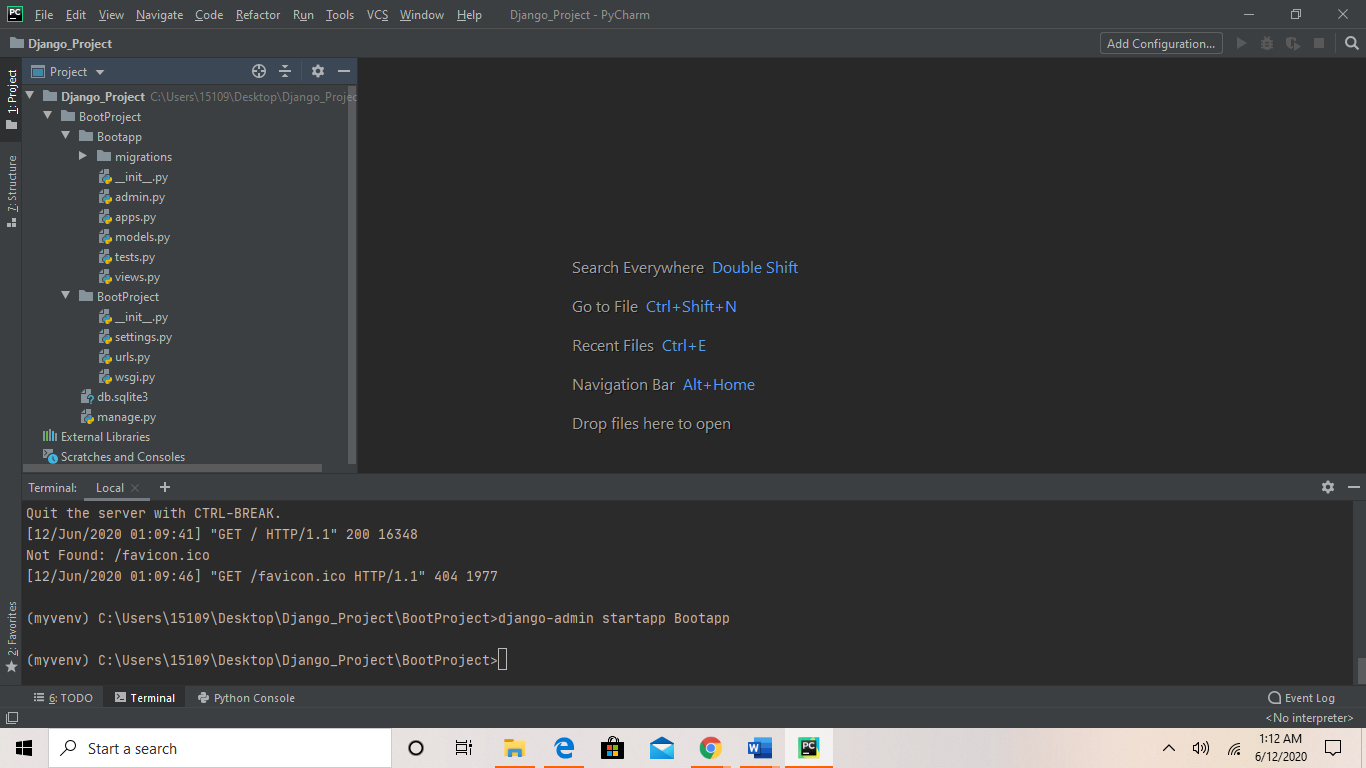 PC File Edit View Navigate Code Refactor Run Tools VCS Window Help Django_Project - PyCharm
Django_Project Add Configuration...
1: Project
7: Structure
2: Favorites
Project
Django_Project C:\Users\15109\Desktop\Django_Projec
BootProject
Bootapp
migrations
__init__.py
admin.py
apps.py
models.py
tests.py
views.py
BootProject
__init__.py
settings.py
urls.py
wsgi.py
db.sqlite3
manage.py
External Libraries
Scratches and Consoles
Search Everywhere Double Shift
Go to File Ctrl+Shift+N
Recent Files Ctrl+E
Navigation Bar Alt+Home
Drop files here to open
Terminal: Local × +
Quit the server with CTRL-BREAK.
[12/Jun/2020 01:09:41] "GET / HTTP/1.1" 200 16348
Not Found: /favicon.ico
[12/Jun/2020 01:09:46] "GET /favicon.ico HTTP/1.1" 404 1977
(myvenv) C:\Users\15109\Desktop\Django_Project\BootProject>django-admin startapp Bootapp
(myvenv) C:\Users\15109\Desktop\Django_Project\BootProject>
6: TODO Terminal Python Console Event Log
<No interpreter>
Start a search
1:12 AM
6/12/2020